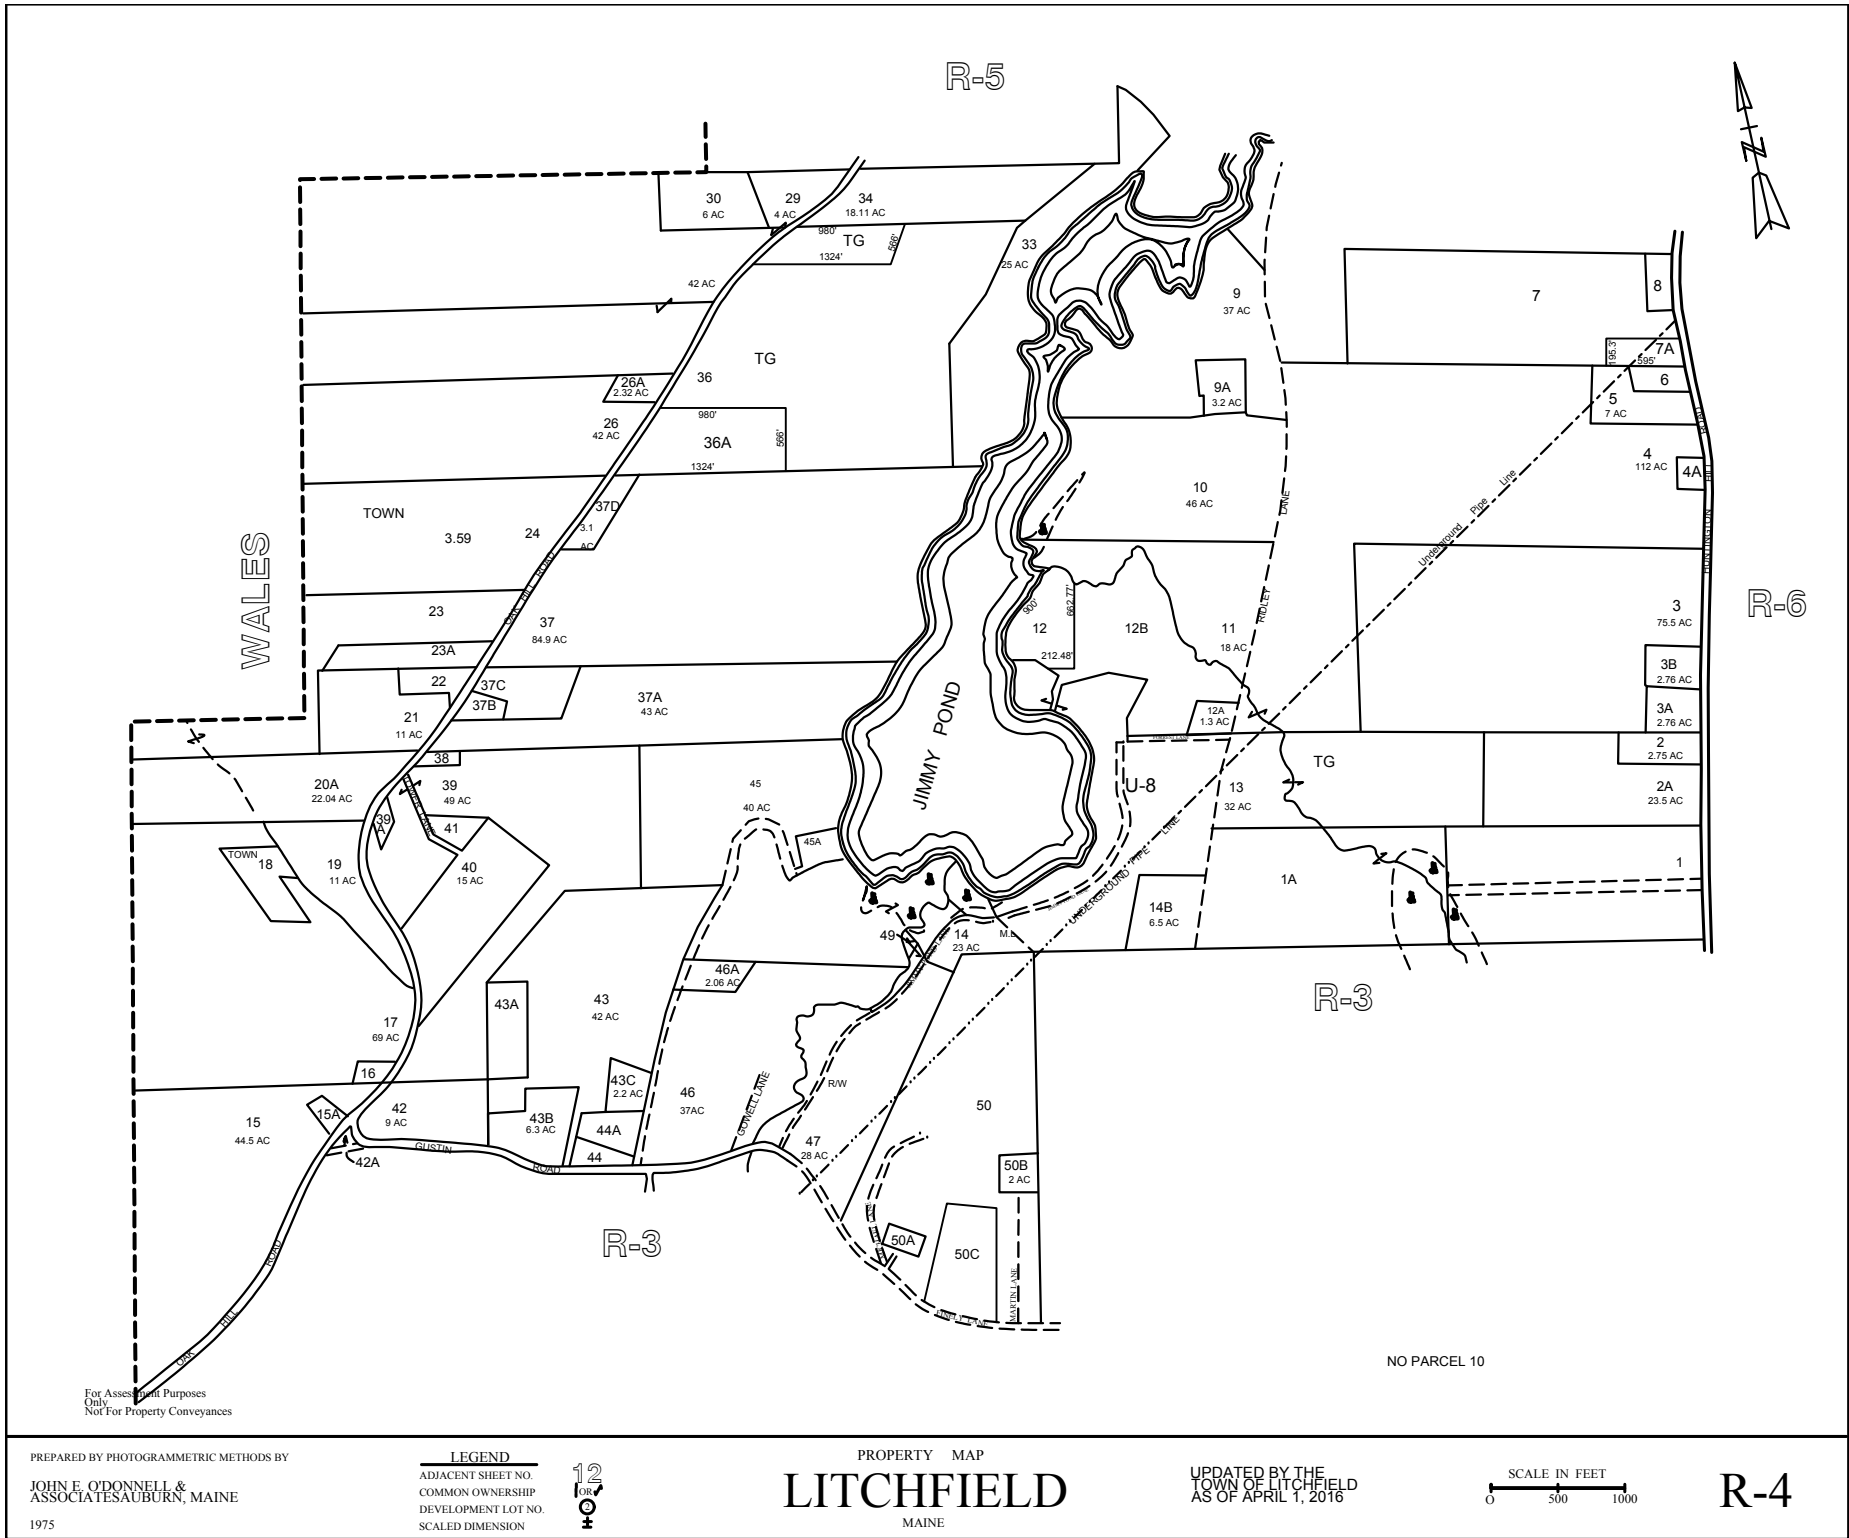 R-5
30
6 AC
29
4 AC
34
18.11 AC
980'
TG
566'
1324'
33
25 AC
42 AC
9
37 AC
7
8
195.3'
7A
595'
6
5
7 AC
TG
36
26A
2.32 AC
26
42 AC
980'
36A
566'
1324'
9A
3.2 AC
4
112 AC
4A
10
46 AC
LANE
RIDLEY
Underground Pipe Line
HUNTINGTON HILL ROAD
TOWN
3.59
24
37D
3.1
AC
OAK HILL ROAD
WALES
R-6
23
37
84.9 AC
23A
22
37C
37B
37A
43 AC
21
11 AC
900'
662.77'
12
212.48'
12B
11
18 AC
12A
1.3 AC
3
75.5 AC
3B
2.76 AC
3A
2.76 AC
2
2.75 AC
2A
23.5 AC
JIMMY POND
U-8
13
32 AC
TG
38
20A
22.04 AC
39
49 AC
39
A
41
40
15 AC
45
40 AC
45A
TOWN
18
19
11 AC
UNDERGROUND PIPE LINE
1A
1
14B
6.5 AC
49
14
23 AC
46A
2.06 AC
43A
43
42 AC
17
69 AC
16
R-3
43C
2.2 AC
46
37AC
R/W
GOWELL LANE
15
44.5 AC
15A
42
9 AC
43B
6.3 AC
44A
44
50
47
28 AC
42A
GUSTIN ROAD
50B
2 AC
50A
50C
MARTIN LANE
R-3
OAK HILL ROAD
NO PARCEL 10
For Assessment Purposes
Only
Not For Property Conveyances
PREPARED BY PHOTOGRAMMETRIC METHODS BY
JOHN E. O'DONNELL &
ASSOCIATESAUBURN, MAINE
1975
LEGEND
ADJACENT SHEET NO. 12
COMMON OWNERSHIP OR
DEVELOPMENT LOT NO. 2
SCALED DIMENSION ±
PROPERTY MAP
LITCHFIELD
MAINE
UPDATED BY THE
TOWN OF LITCHFIELD
AS OF APRIL 1, 2016
SCALE IN FEET
O 500 1000
R-4